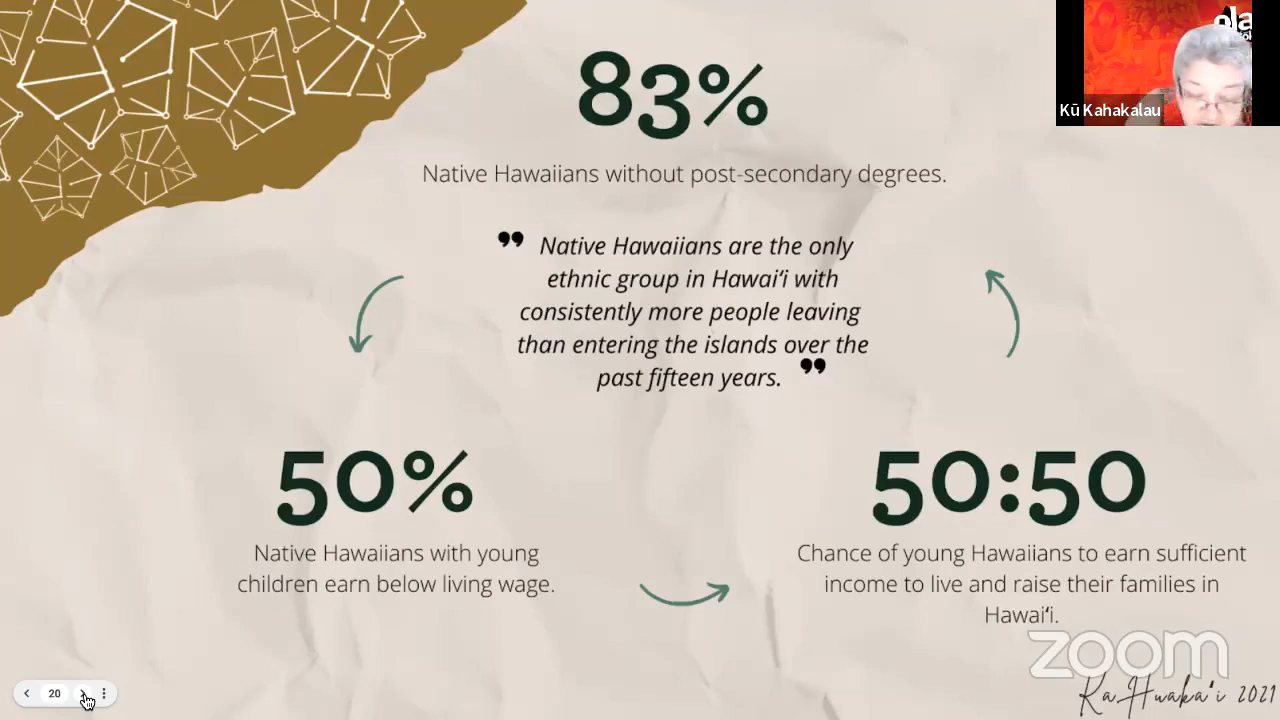 83%
Native Hawaiians without post-secondary degrees.
” Native Hawaiians are the only
ethnic group in Hawaiʻi with
consistently more people leaving
than entering the islands over the
past fifteen years. ”
50%
Native Hawaiians with young
children earn below living wage.
50:50
Chance of young Hawaiians to earn sufficient
income to live and raise their families in
Hawaiʻi.
ola
Kū Kahakalau
zoom
Ka Huakaʻi 2021
20